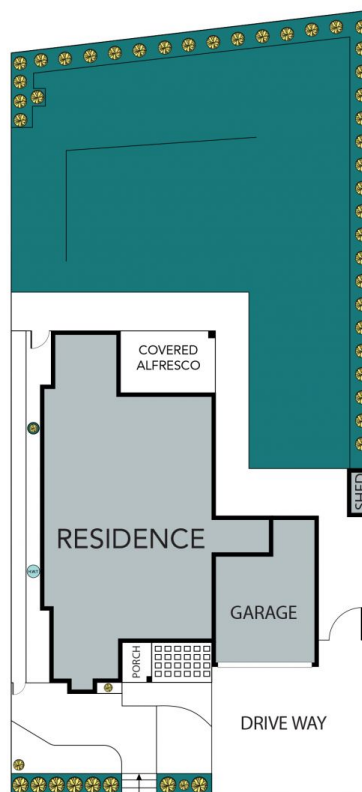 COVERED
ALFRESCO
SHED
RESIDENCE
GARAGE
PORCH
DRIVE WAY